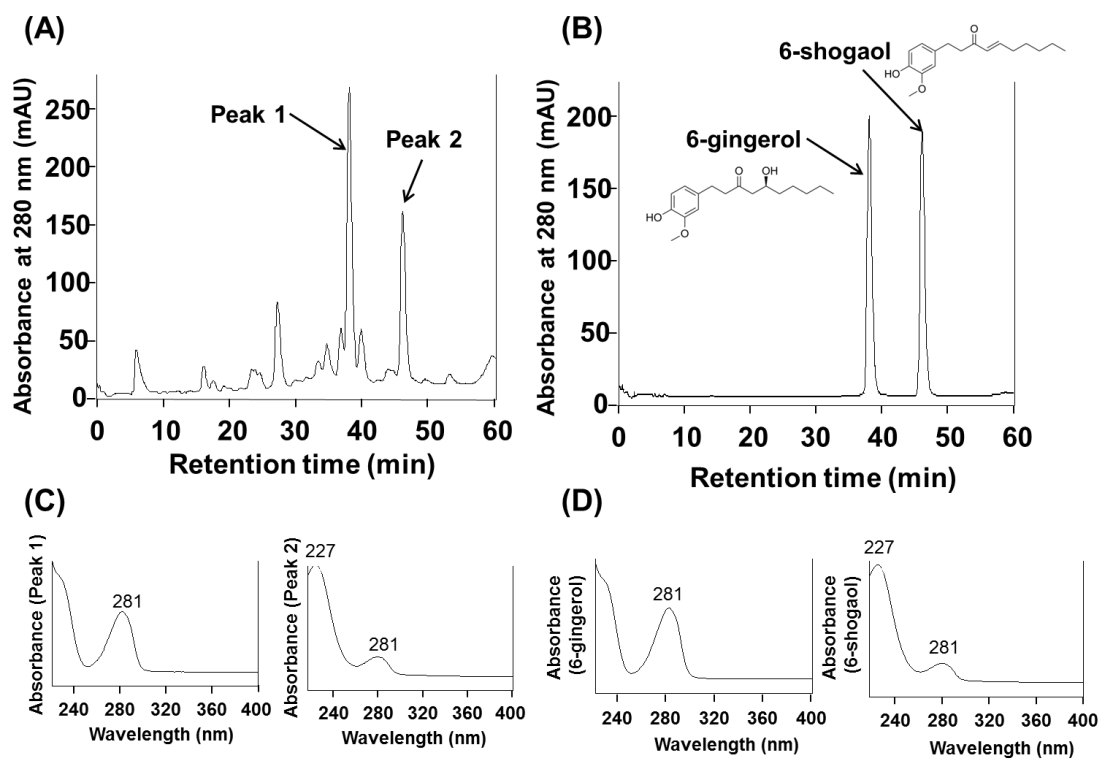 (A)
Absorbance at 280 nm (mAU)
250
200
150
100
50
0
Peak 1
Peak 2
0 10 20 30 40 50 60
Retention time (min)
(B)
Absorbance at 280 nm (mAU)
200
150
100
50
0
6-shogaol
O
HO
O
6-gingerol
O OH
HO
O
0 10 20 30 40 50 60
Retention time (min)
(C)
Absorbance (Peak 1)
281
240 280 320 360 400
Wavelength (nm)
Absorbance (Peak 2)
227
281
240 280 320 360 400
Wavelength (nm)
(D)
Absorbance
(6-gingerol)
281
240 280 320 360 400
Wavelength (nm)
Absorbance
(6-shogaol)
227
281
240 280 320 360 400
Wavelength (nm)